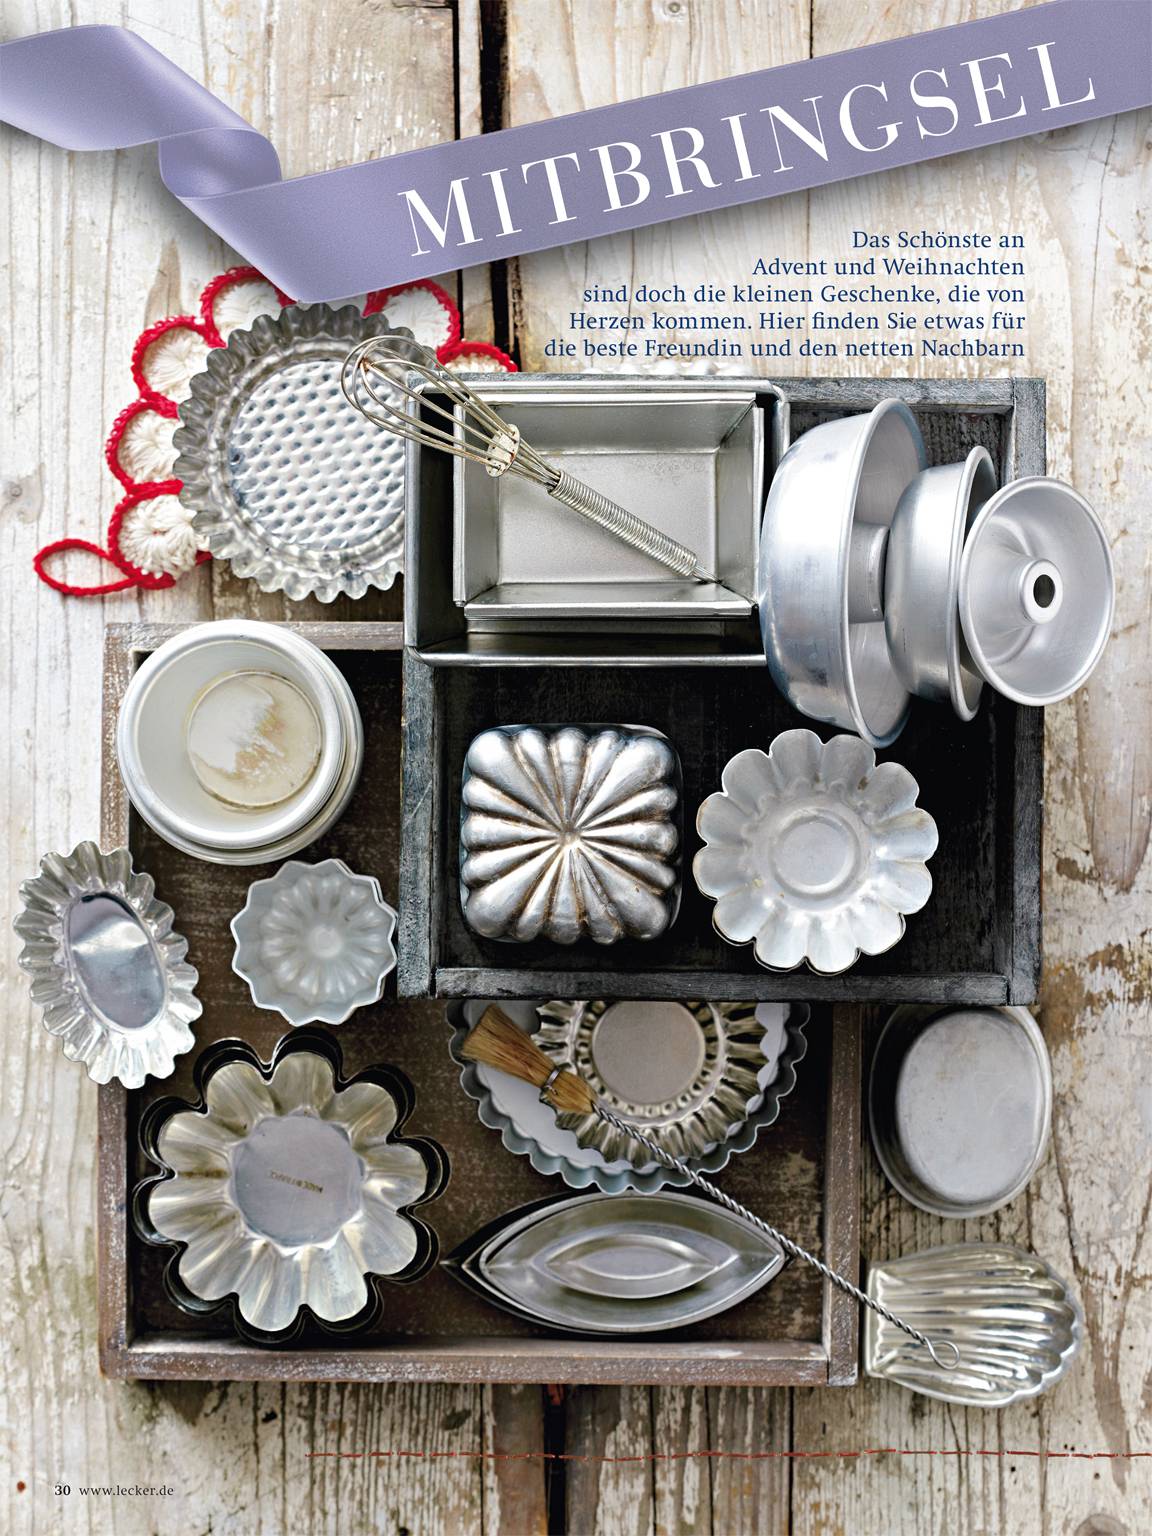 MITBRINGSEL
Das Schönste an
Advent und Weihnachten
sind doch die kleinen Geschenke, die von
Herzen kommen. Hier finden Sie etwas für
die beste Freundin und den netten Nachbarn
30 www.lecker.de